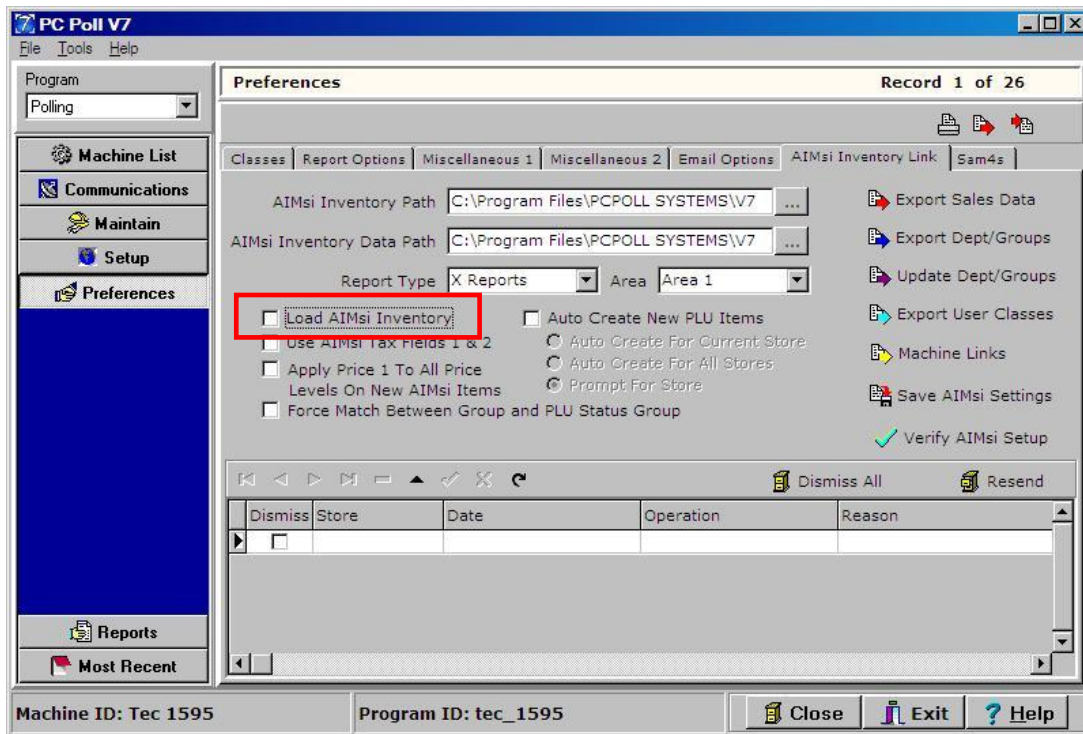 PC Poll V7
File Tools Help
Program
Polling
Machine List
Communications
Maintain
Setup
Preferences
Reports
Most Recent
Preferences Record 1 of 26
Classes Report Options Miscellaneous 1 Miscellaneous 2 Email Options AIMsi Inventory Link Sam4s
AIMsi Inventory Path C:\Program Files\PCPOLL SYSTEMS\V7 ...
AIMsi Inventory Data Path C:\Program Files\PCPOLL SYSTEMS\V7 ...
Report Type X Reports Area Area 1
Load AIMsi Inventory
Use AIMsi Tax Fields 1 & 2
Apply Price 1 To All Price
Levels On New AIMsi Items
Force Match Between Group and PLU Status Group
Auto Create New PLU Items
Auto Create For Current Store
Auto Create For All Stores
Prompt For Store
Export Sales Data
Export Dept/Groups
Update Dept/Groups
Export User Classes
Machine Links
Save AIMsi Settings
Verify AIMsi Setup
Dismiss All Resend
Dismiss Store Date Operation Reason
Machine ID: Tec 1595 Program ID: tec_1595 Close Exit Help